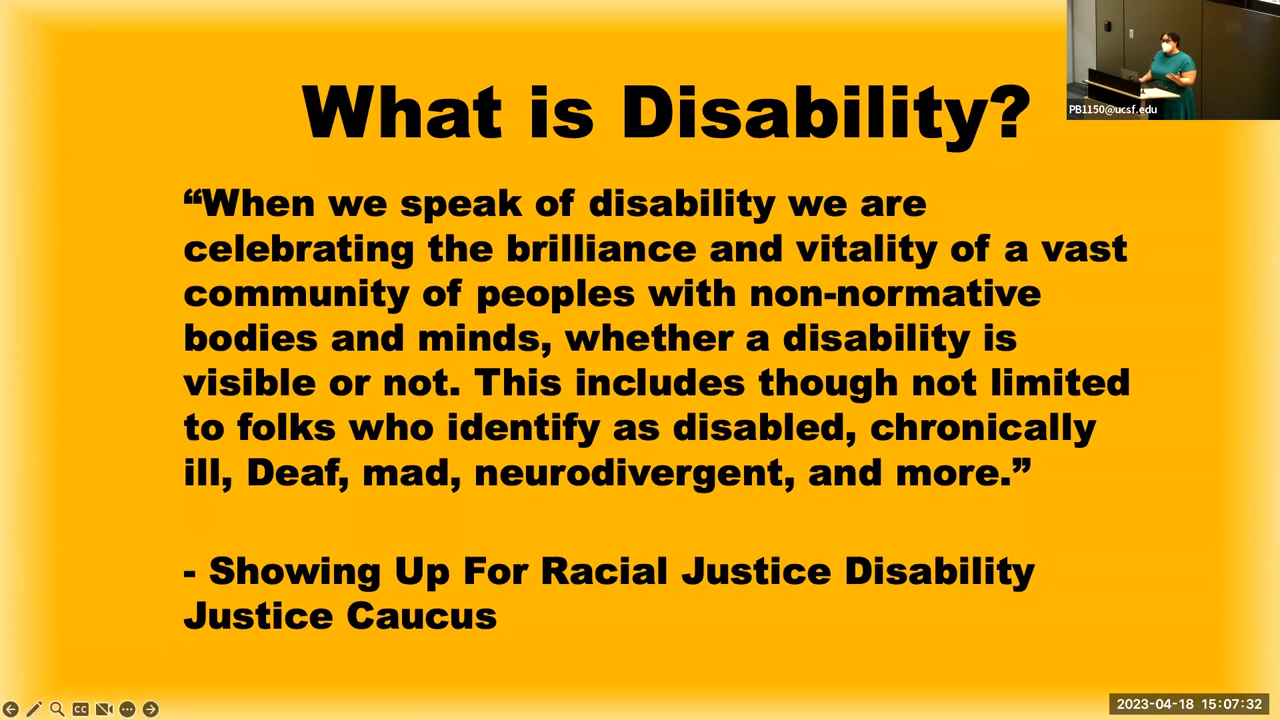 What is Disability?
PB1150@ucsf.edu
“When we speak of disability we are
celebrating the brilliance and vitality of a vast
community of peoples with non-normative
bodies and minds, whether a disability is
visible or not. This includes though not limited
to folks who identify as disabled, chronically
ill, Deaf, mad, neurodivergent, and more.”
- Showing Up For Racial Justice Disability
Justice Caucus
CC
2023-04-18 15:07:32